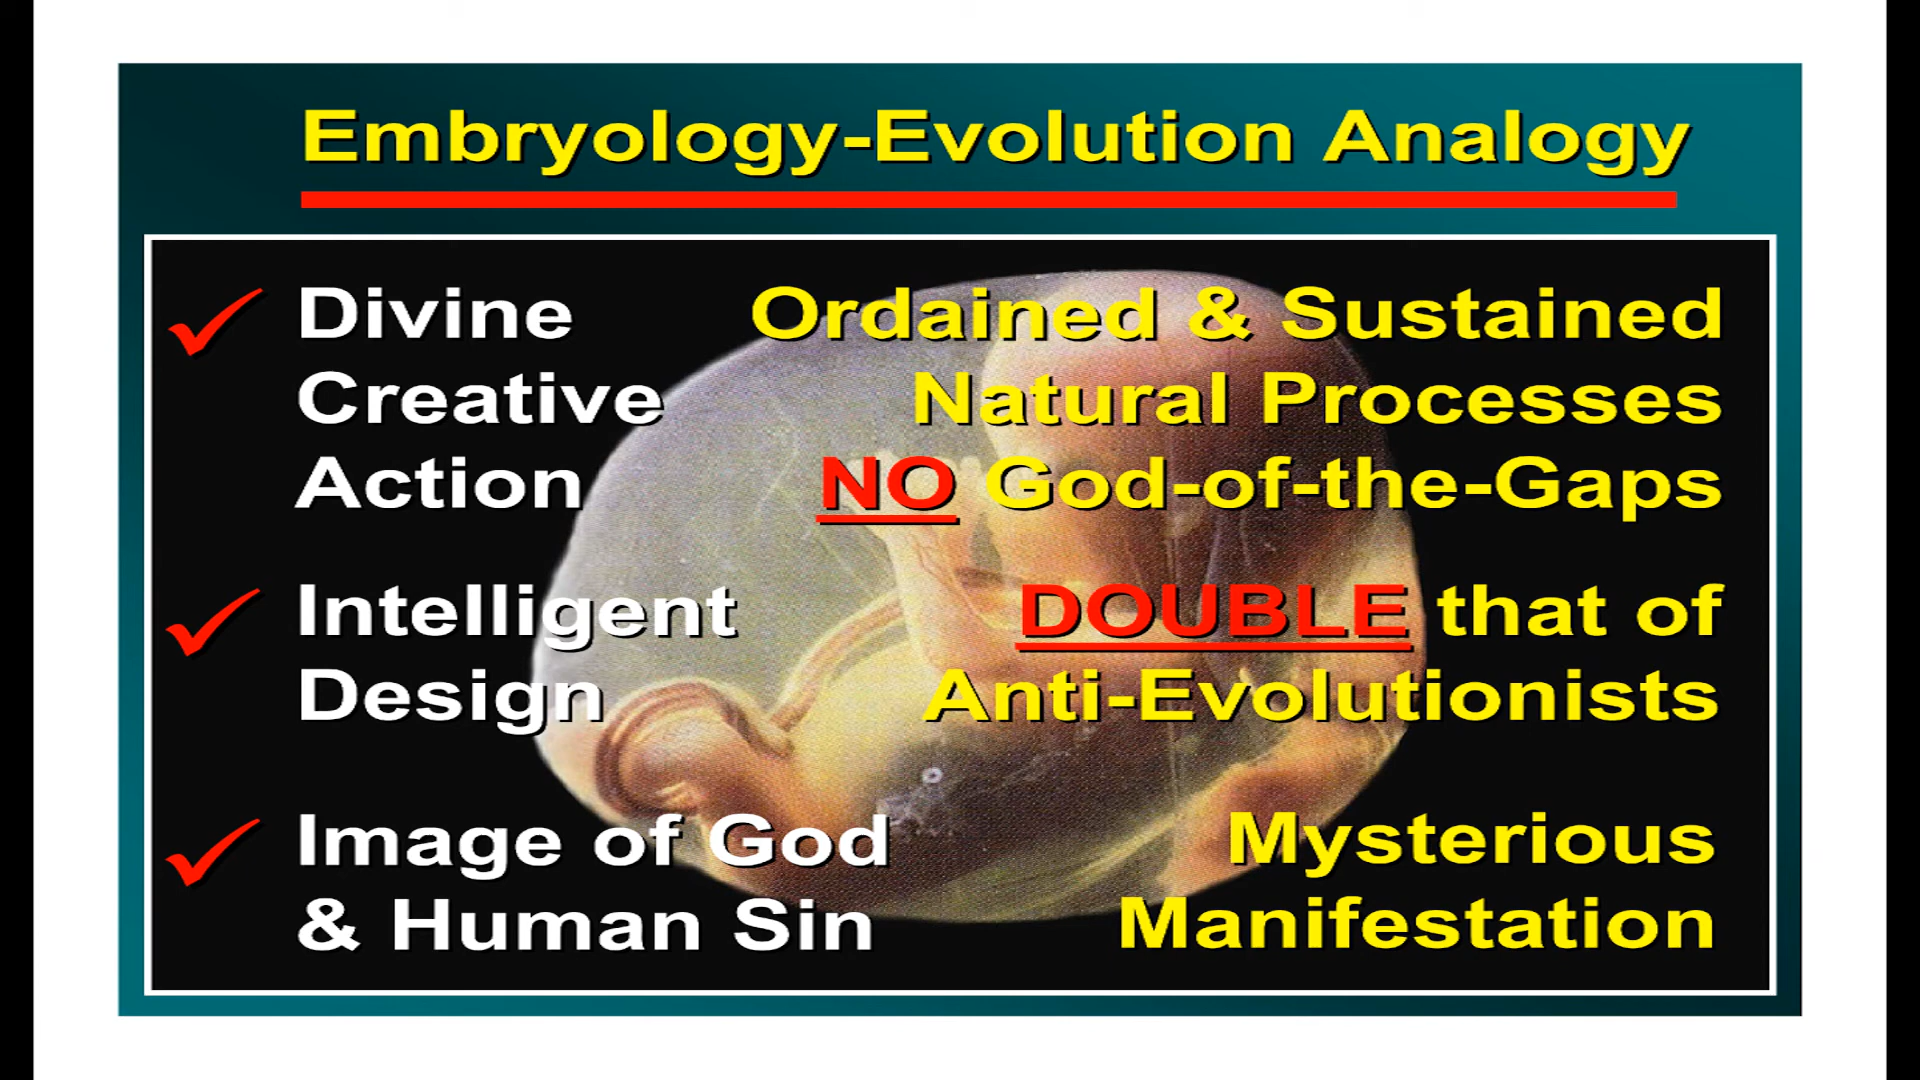 Embryology-Evolution Analogy
Divine
Creative
Action
Ordained & Sustained
Natural Processes
NO God-of-the-Gaps
Intelligent
Design
DOUBLE that of
Anti-Evolutionists
Image of God
& Human Sin
Mysterious
Manifestation